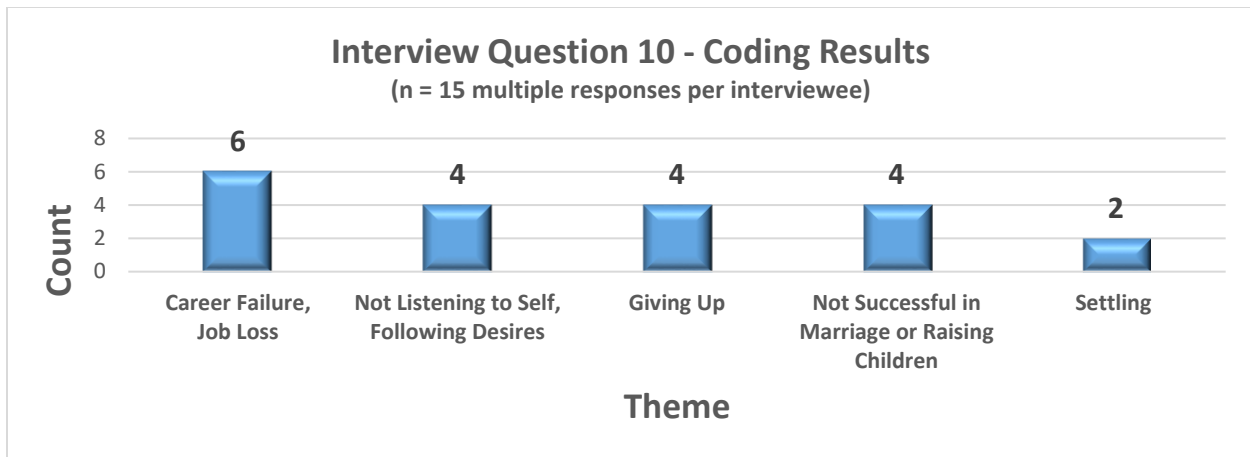 Interview Question 10 - Coding Results
(n = 15 multiple responses per interviewee)
Count
8
6
4
2
0
6
4
4
4
2
Career Failure,
Job Loss
Not Listening to Self,
Following Desires
Giving Up
Not Successful in
Marriage or Raising
Children
Settling
Theme